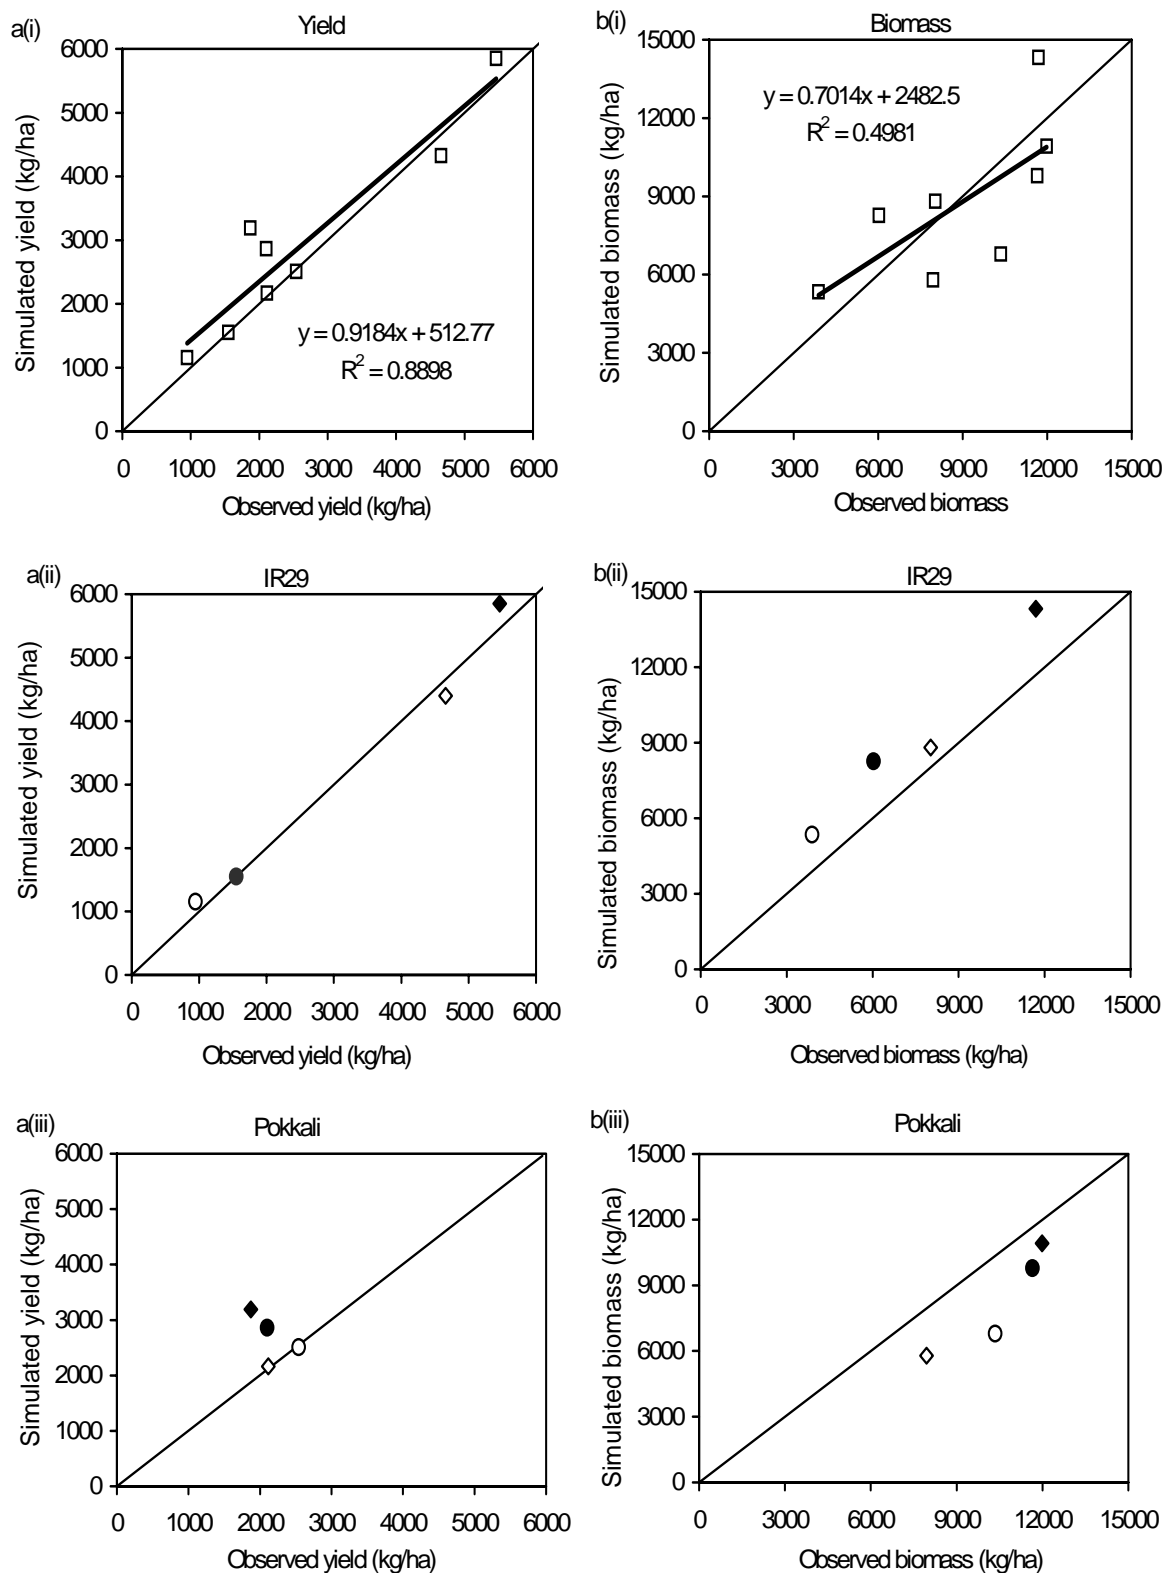 a(i)
Yield
6000
5000
4000
3000
2000
1000
0
Simulated yield (kg/ha)
y = 0.9184x + 512.77
R² = 0.8898
0 1000 2000 3000 4000 5000 6000
Observed yield (kg/ha)
b(i)
Biomass
15000
12000
9000
6000
3000
0
Simulated biomass (kg/ha)
y = 0.7014x + 2482.5
R² = 0.4981
0 3000 6000 9000 12000 15000
Observed biomass
a(ii)
IR29
6000
5000
4000
3000
2000
1000
0
Simulated yield (kg/ha)
0 1000 2000 3000 4000 5000 6000
Observed yield (kg/ha)
b(ii)
IR29
15000
12000
9000
6000
3000
0
Simulated biomass (kg/ha)
0 3000 6000 9000 12000 15000
Observed biomass (kg/ha)
a(iii)
Pokkali
6000
5000
4000
3000
2000
1000
0
Simulated yield (kg/ha)
0 1000 2000 3000 4000 5000 6000
Observed yield (kg/ha)
b(iii)
Pokkali
15000
12000
9000
6000
3000
0
Simulated biomass (kg/ha)
0 3000 6000 9000 12000 15000
Observed biomass (kg/ha)